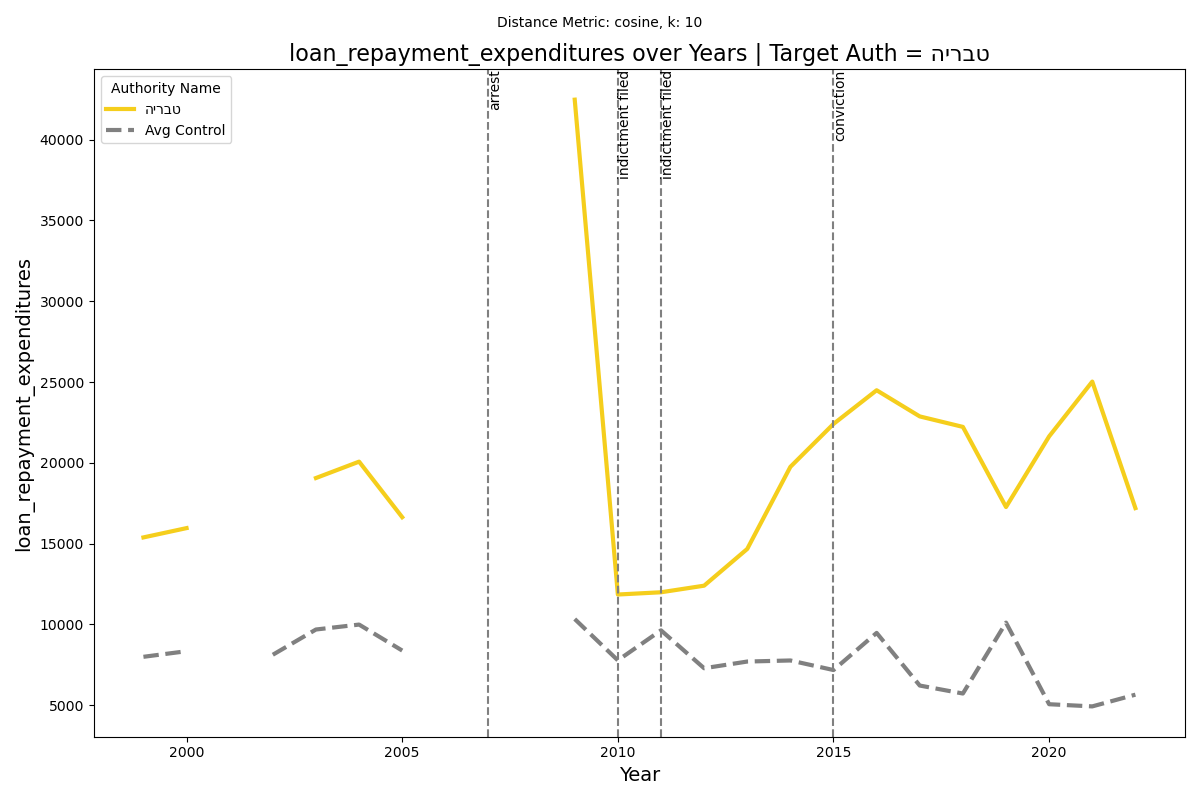 Distance Metric: cosine, k: 10
loan_repayment_expenditures over Years | Target Auth = טבריה
Authority Name
טבריה
Avg Control
arrest
indictment filed
indictment filed
conviction
40000
35000
30000
25000
20000
15000
10000
5000
loan_repayment_expenditures
2000
2005
2010
2015
2020
Year